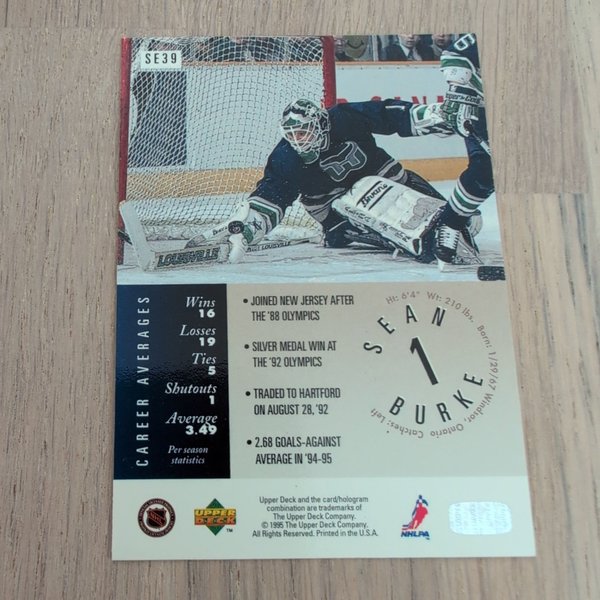 SE39
LOUISVILLE
CAREER AVERAGES
Wins
16
Losses
19
Ties
5
Shutouts
1
Average
3.49
Per season
statistics
• JOINED NEW JERSEY AFTER
THE '88 OLYMPICS
• SILVER MEDAL WIN AT
THE '92 OLYMPICS
• TRADED TO HARTFORD
ON AUGUST 28, '92
• 2.68 GOALS-AGAINST
AVERAGE IN '94-95
Ht: 6'4" Wt: 210 lbs. Born: 1/29/67 Windsor, Ontario Catches: Left
SEAN
1
BURKE
UPPER
DECK
TM
Upper Deck and the card/hologram
combination are trademarks of
The Upper Deck Company.
© 1995 The Upper Deck Company.
All Rights Reserved. Printed in the U.S.A.
NHLPA